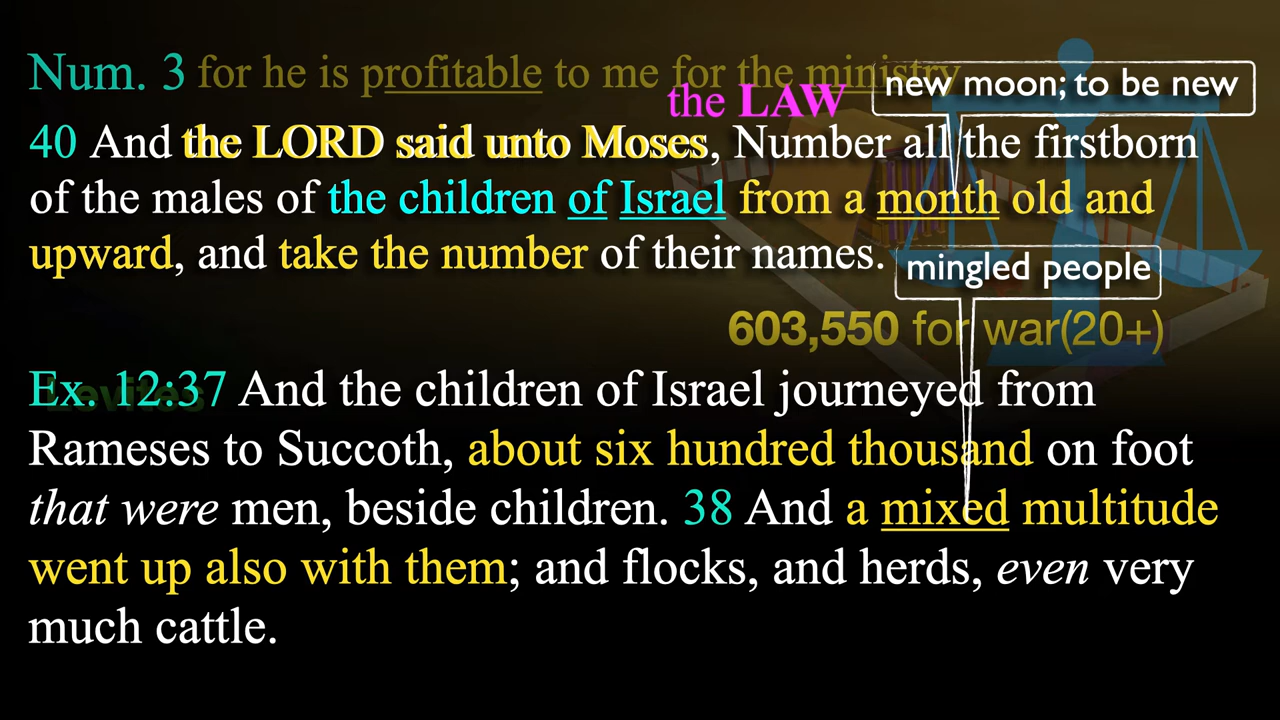 Num. 3 for he is profitable to me for the ministry
the LAW
new moon; to be new
40 And the LORD said unto Moses, Number all the firstborn
of the males of the children of Israel from a month old and
upward, and take the number of their names.
mingled people
603,550 for war(20+)
Levites
Ex. 12:37 And the children of Israel journeyed from
Rameses to Succoth, about six hundred thousand on foot
that were men, beside children. 38 And a mixed multitude
went up also with them; and flocks, and herds, even very
much cattle.